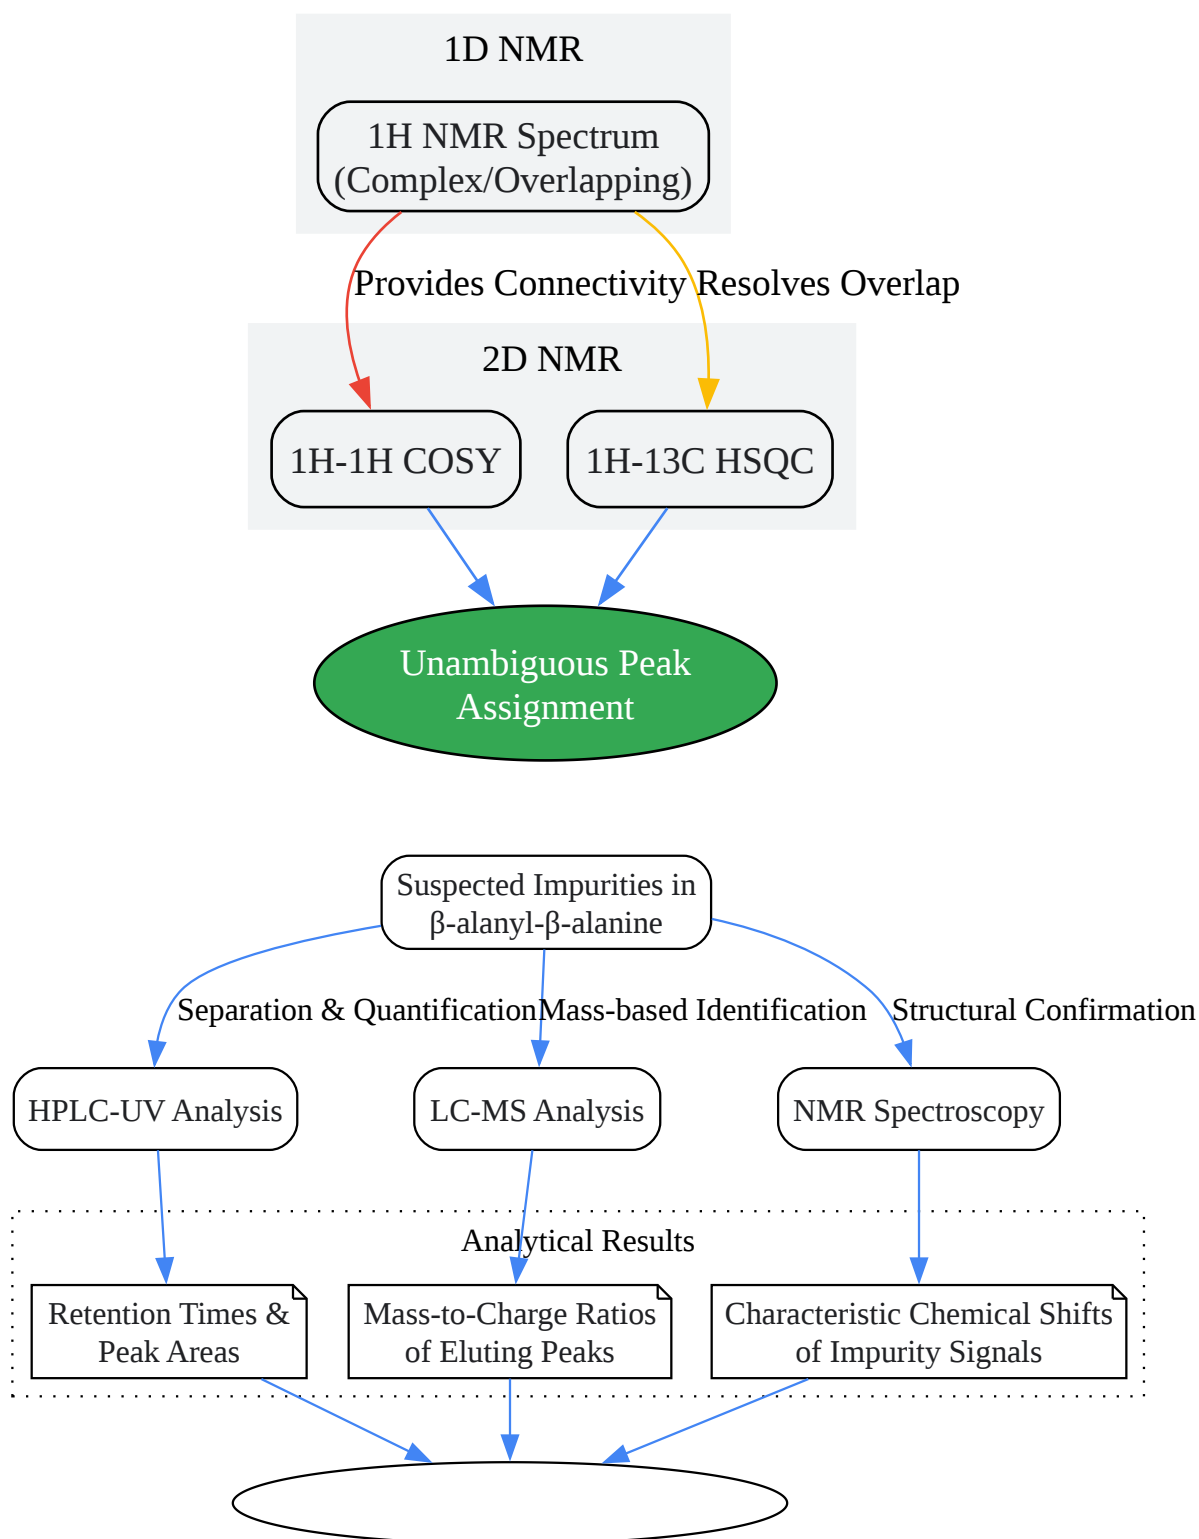 1D NMR
1H NMR Spectrum
(Complex/Overlapping)
Provides Connectivity
Resolves Overlap
2D NMR
1H-1H COSY
1H-13C HSQC
Unambiguous Peak
Assignment
Suspected Impurities in
β-alanyl-β-alanine
Separation & Quantification
Mass-based Identification
Structural Confirmation
HPLC-UV Analysis
LC-MS Analysis
NMR Spectroscopy
Analytical Results
Retention Times &
Peak Areas
Mass-to-Charge Ratios
of Eluting Peaks
Characteristic Chemical Shifts
of Impurity Signals